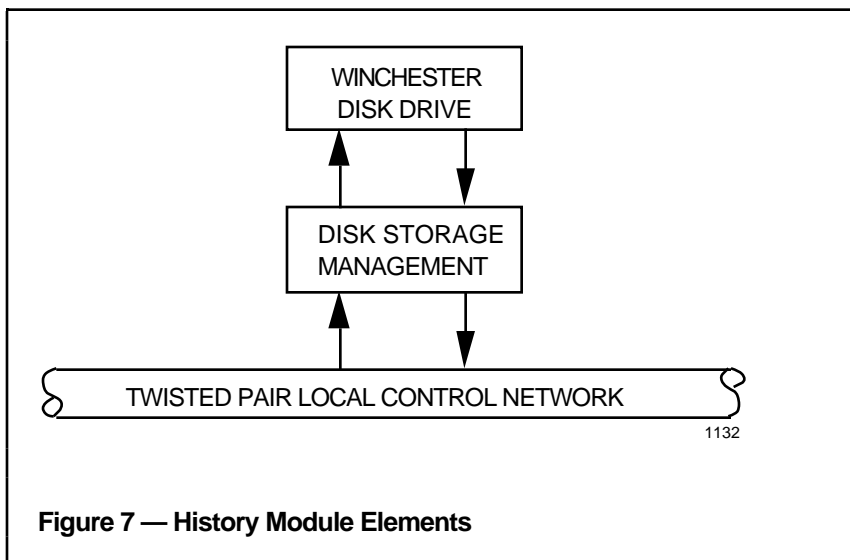 WINCHESTER
DISK DRIVE
DISK STORAGE
MANAGEMENT
TWISTED PAIR LOCAL CONTROL NETWORK
1132
Figure 7 — History Module Elements